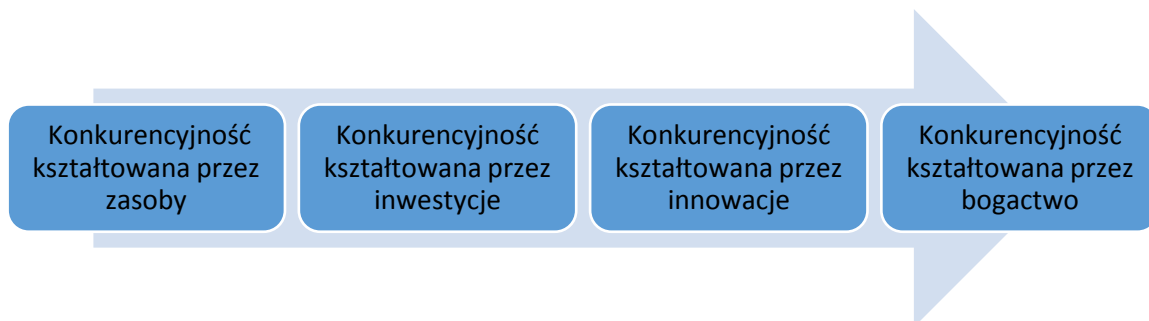 Konkurencyjność
kształtowana przez
zasoby
Konkurencyjność
kształtowana przez
inwestycje
Konkurencyjność
kształtowana przez
innowacje
Konkurencyjność
kształtowana przez
bogactwo